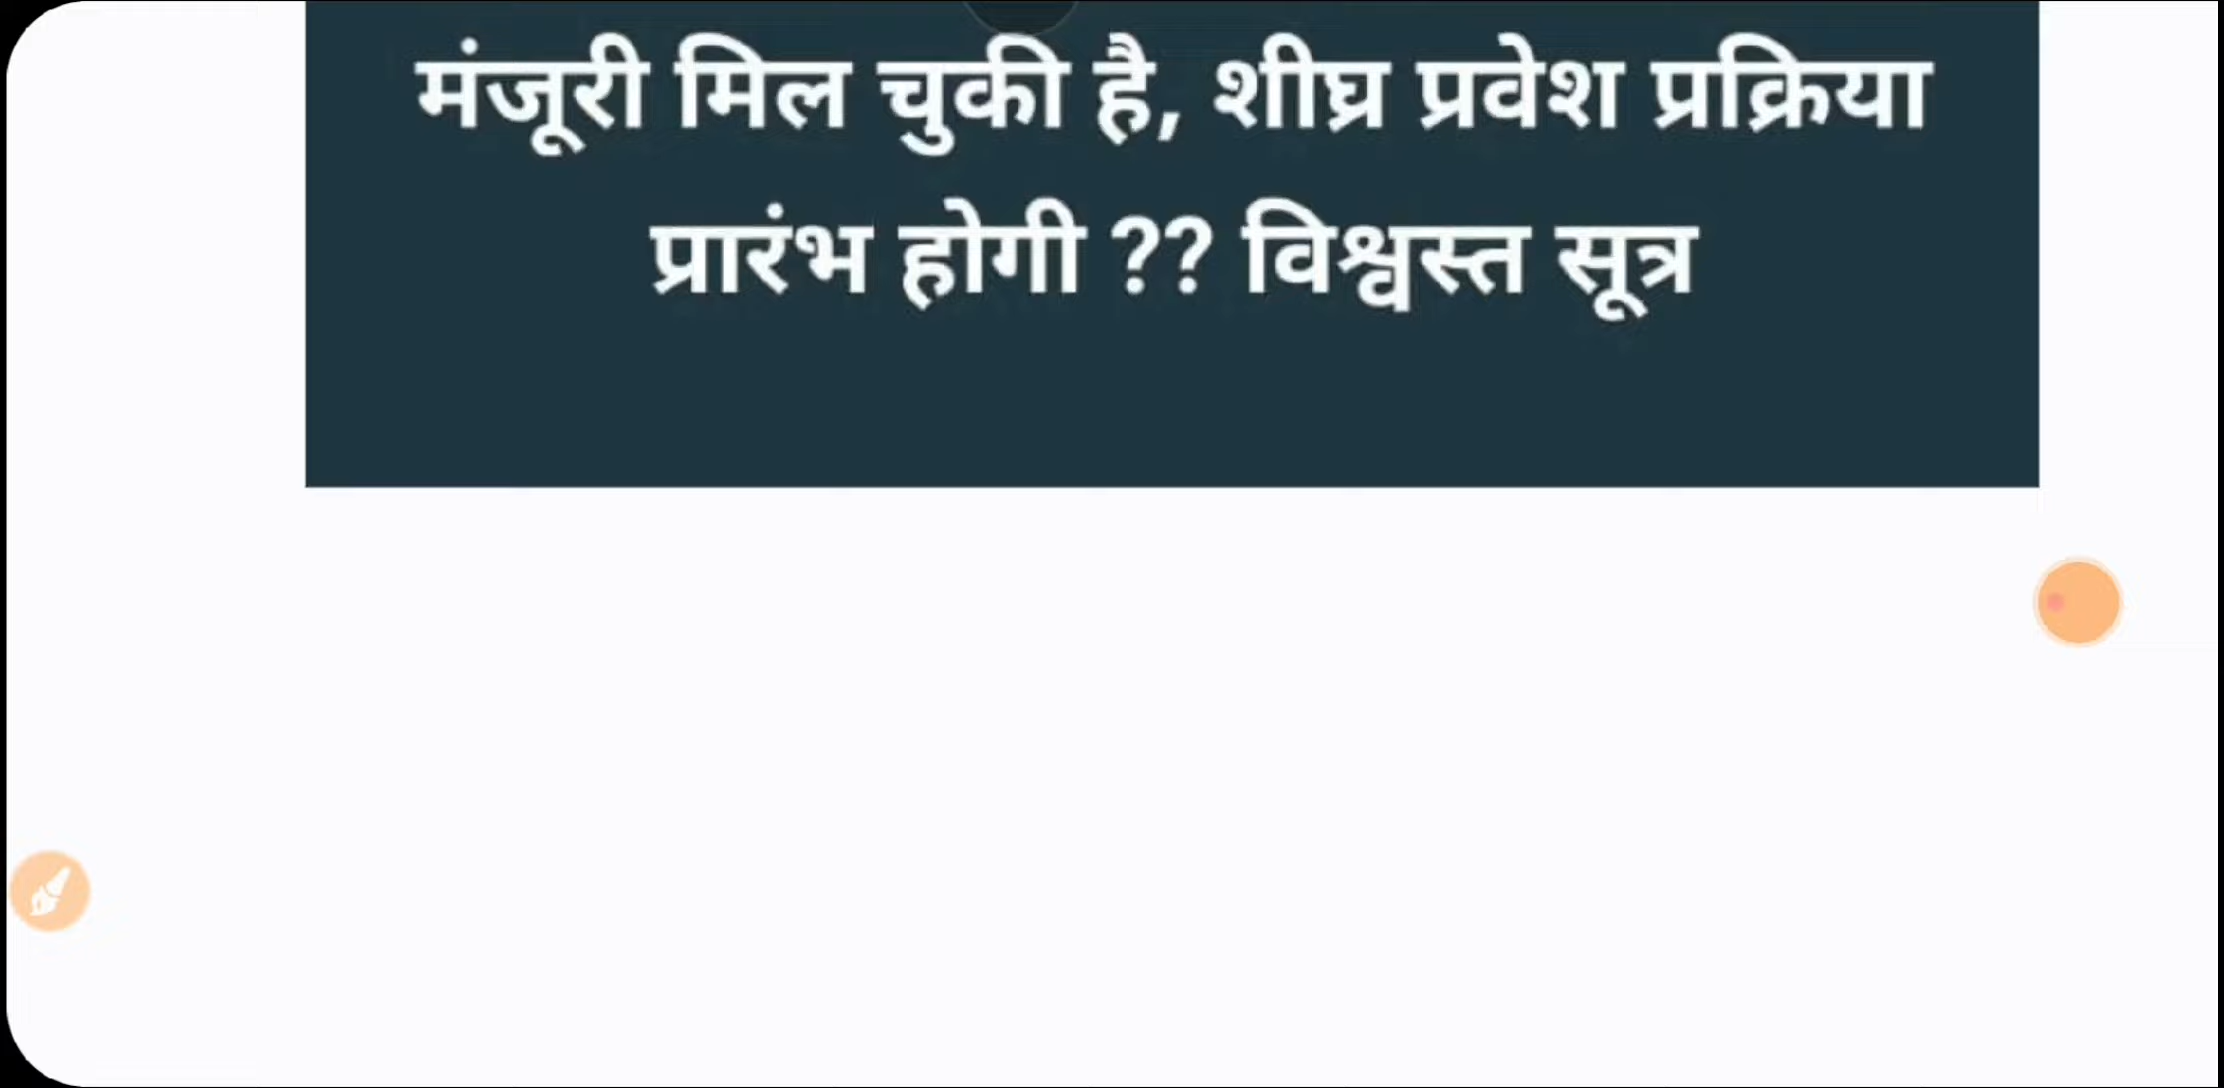 मंजूरी मिल चुकी है, शीघ्र प्रवेश प्रक्रिया
प्रारंभ होगी ?? विश्वस्त सूत्र